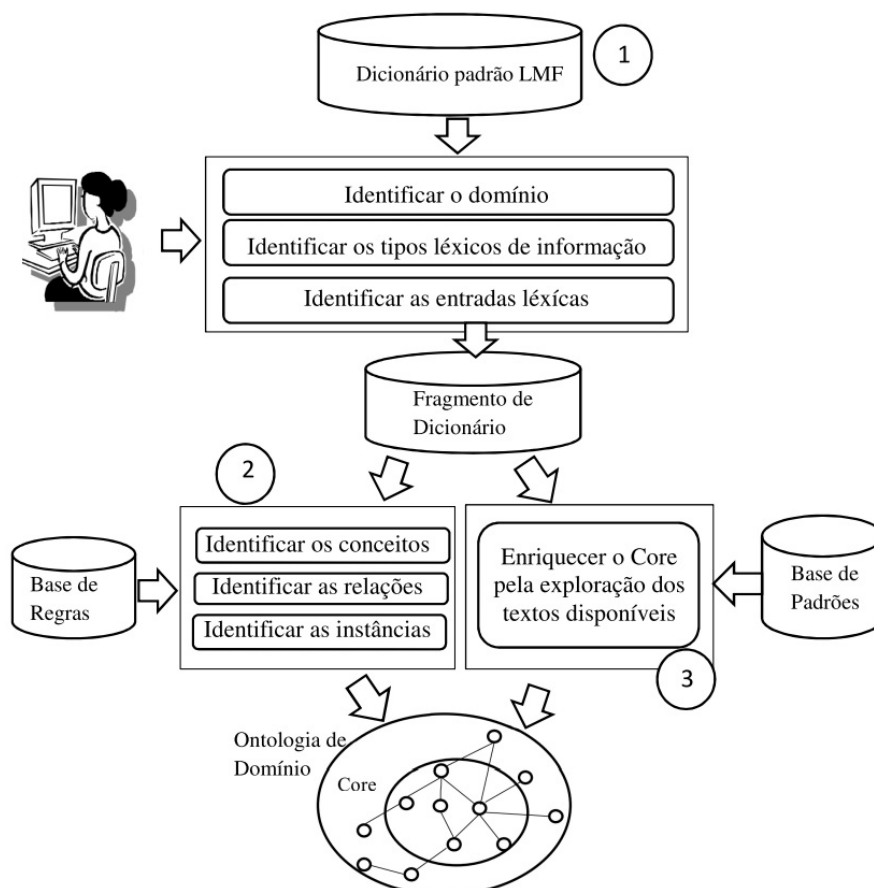 1
Dicionário padrão LMF
Identificar o domínio
Identificar os tipos léxicos de informação
Identificar as entradas léxícas
Fragmento de
Dicionário
2
Identificar os conceitos
Identificar as relações
Identificar as instâncias
Base de
Regras
Enriquecer o Core
pela exploração dos
textos disponíveis
Base de
Padrões
3
Ontologia de
Domínio
Core